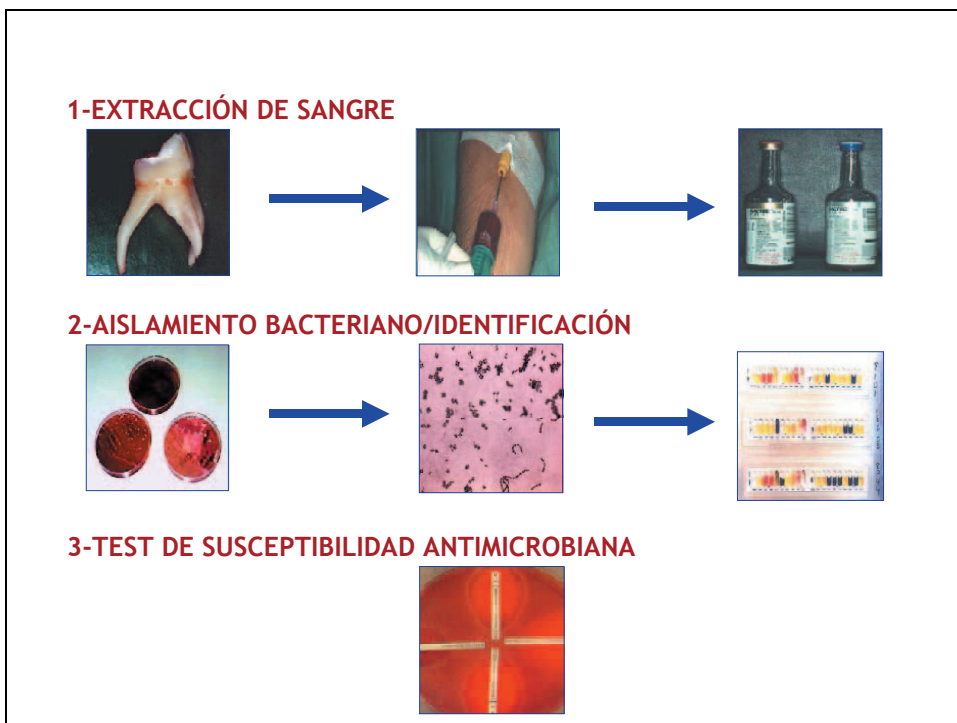 1-EXTRACCIÓN DE SANGRE
2-AISLAMIENTO BACTERIANO/IDENTIFICACIÓN
3-TEST DE SUSCEPTIBILIDAD ANTIMICROBIANA